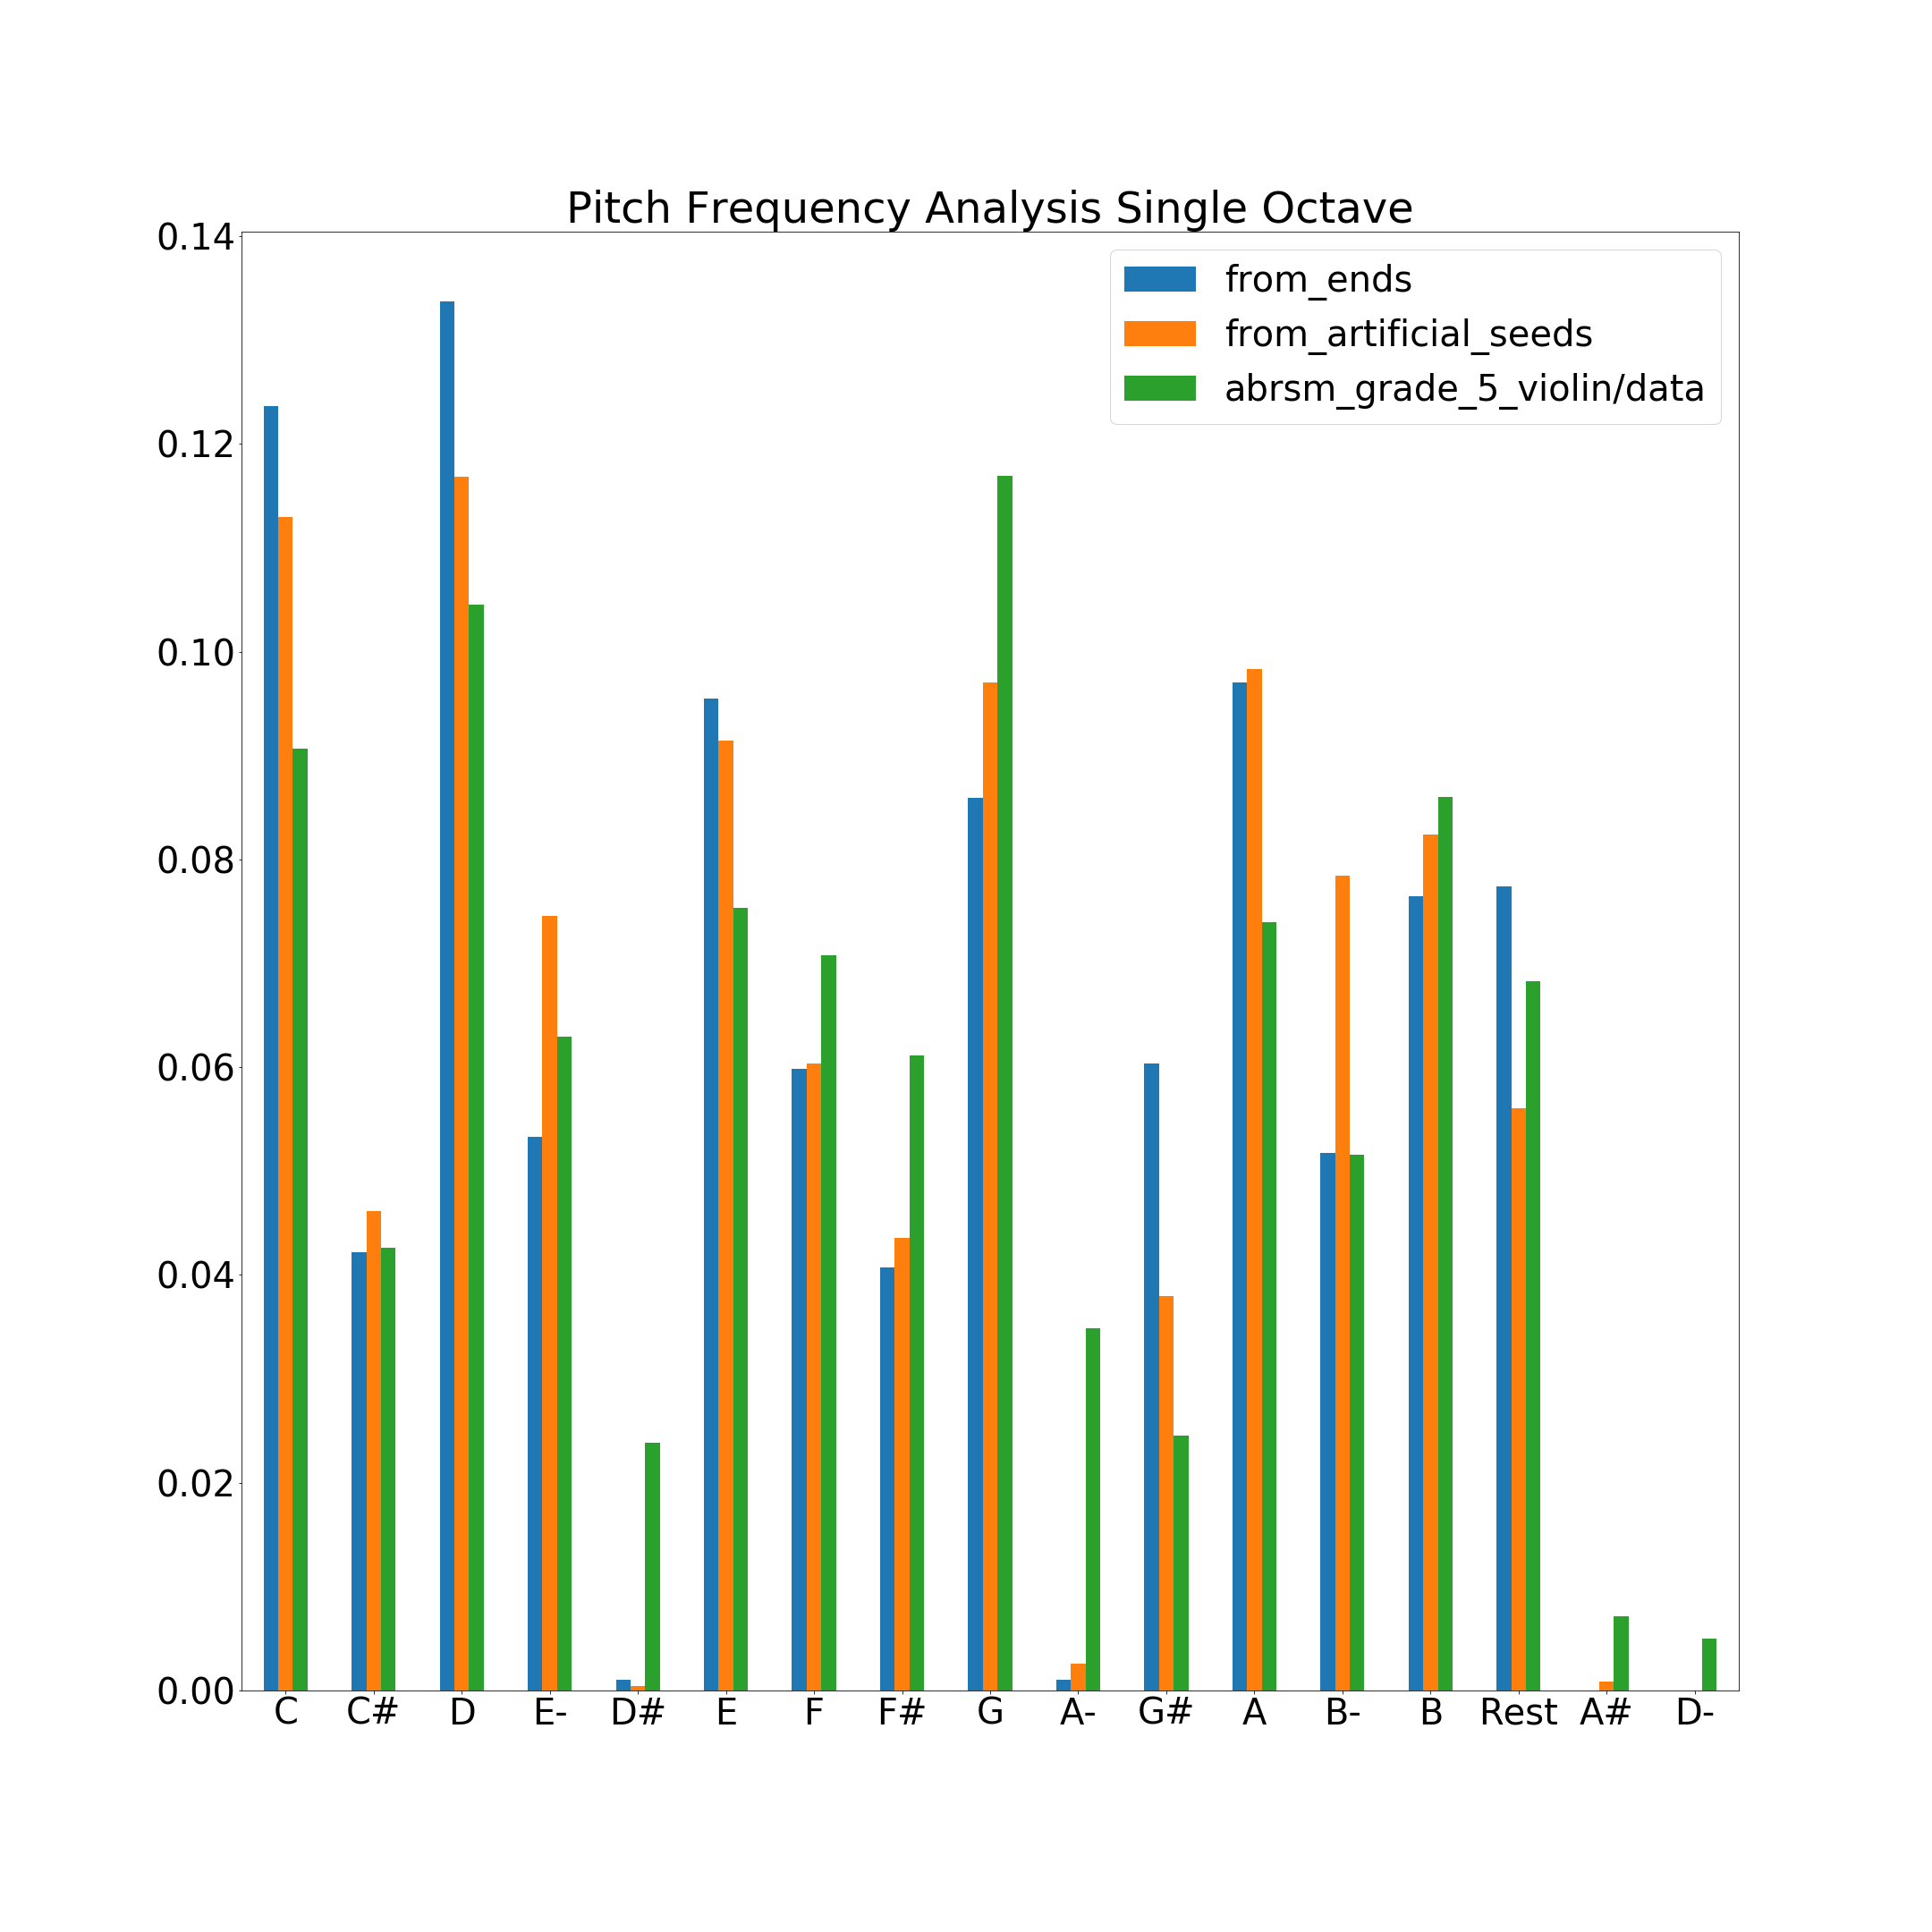 Pitch Frequency Analysis Single Octave
0.14
0.12
0.10
0.08
0.06
0.04
0.02
0.00
from_ends
from_artificial_seeds
abrsm_grade_5_violin/data
C C# D E- D# E F F# G A- G# A B- B Rest A# D-